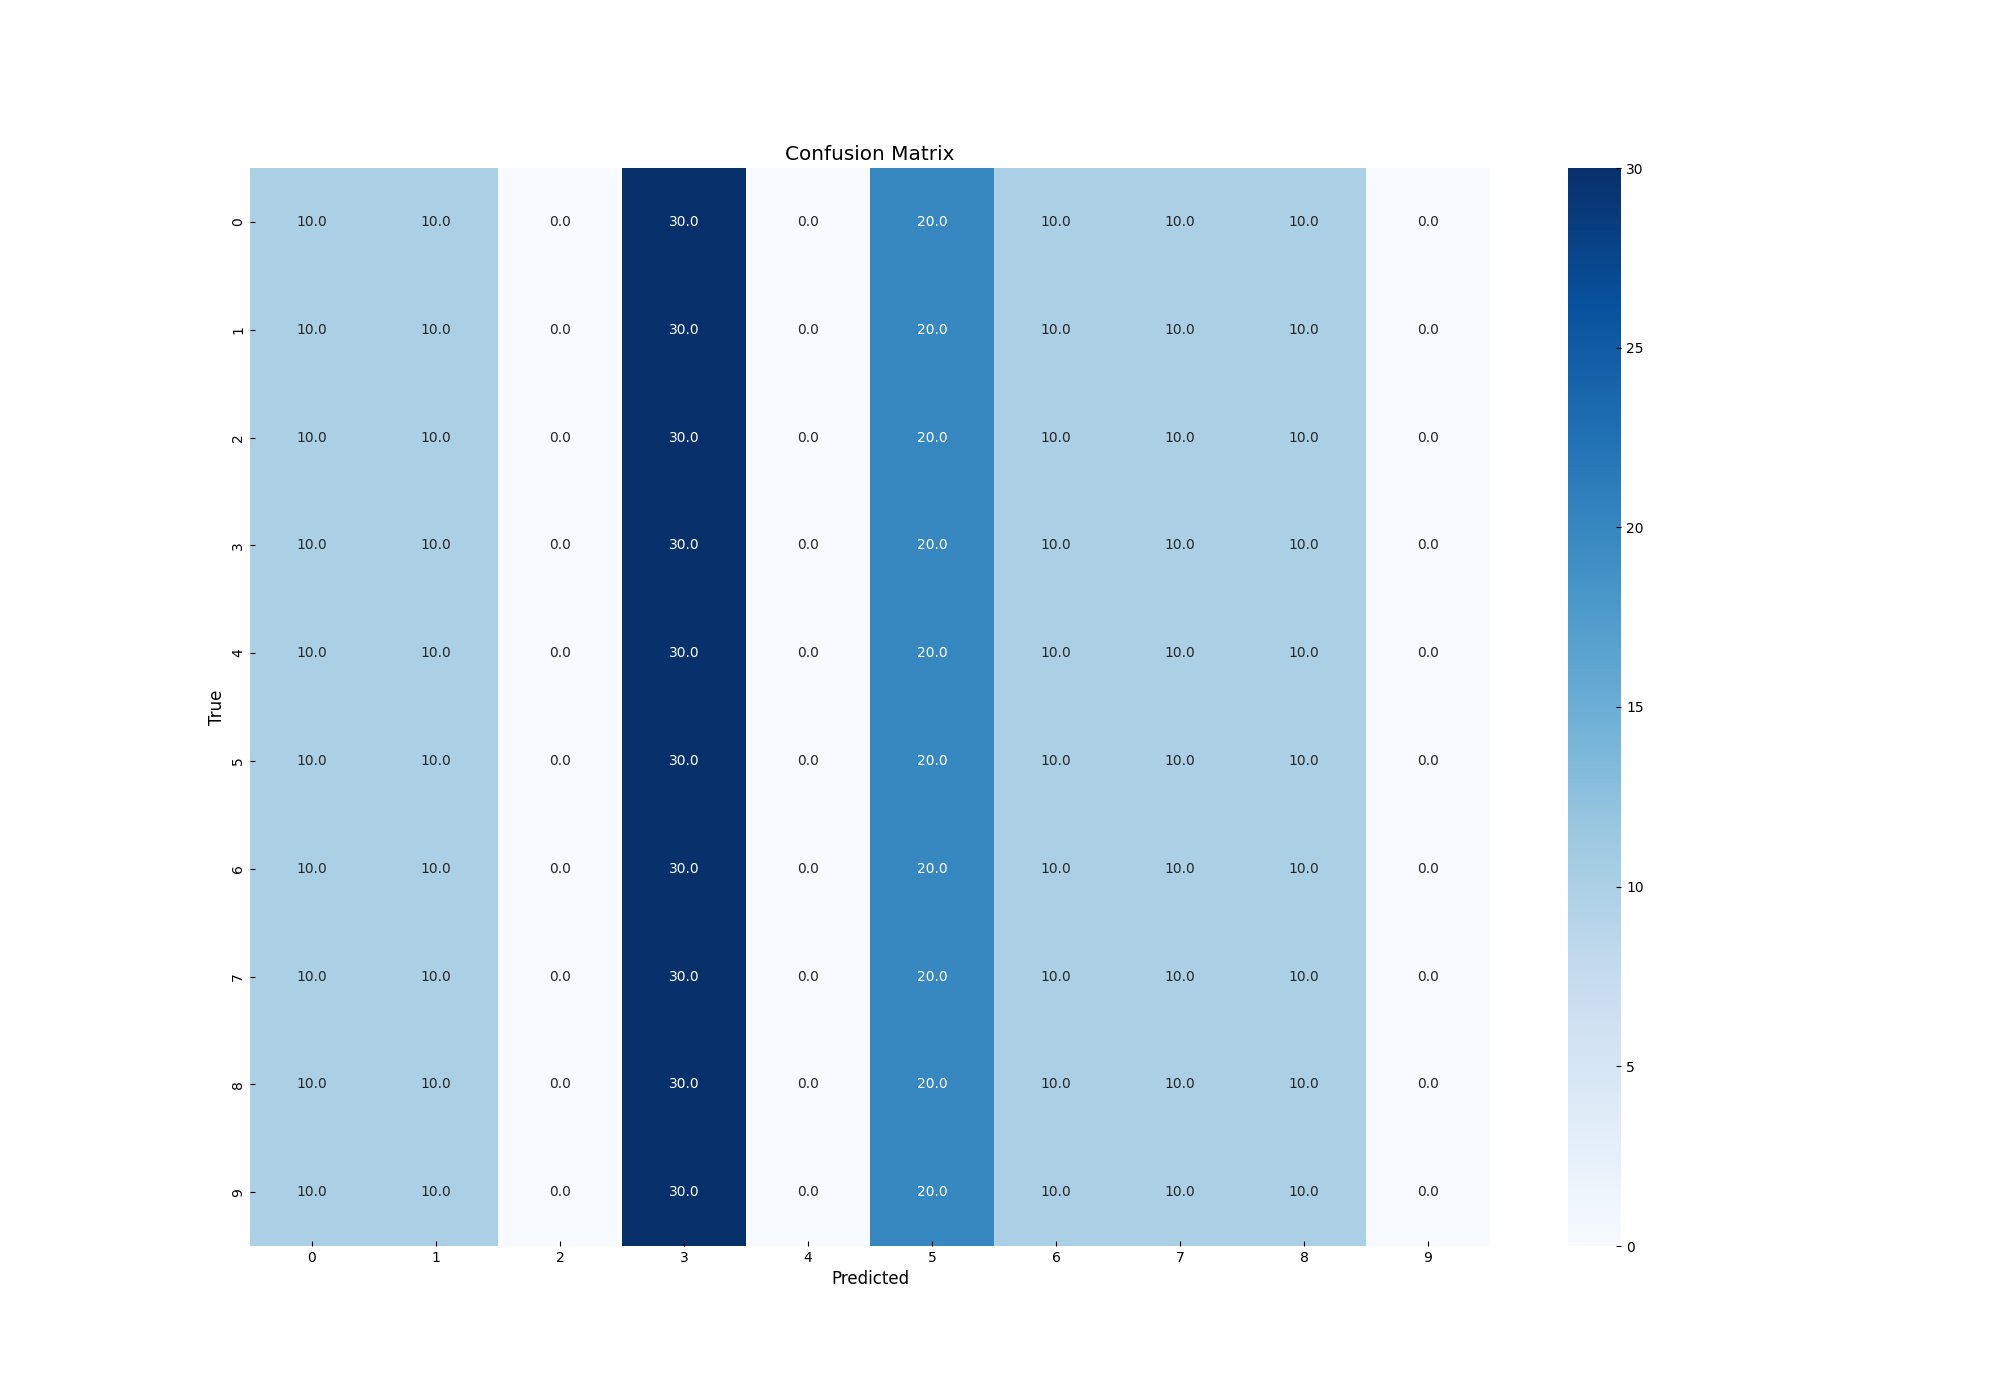 Confusion Matrix
0 10.0 10.0 0.0 30.0 0.0 20.0 10.0 10.0 10.0 0.0
1 10.0 10.0 0.0 30.0 0.0 20.0 10.0 10.0 10.0 0.0
2 10.0 10.0 0.0 30.0 0.0 20.0 10.0 10.0 10.0 0.0
3 10.0 10.0 0.0 30.0 0.0 20.0 10.0 10.0 10.0 0.0
4 10.0 10.0 0.0 30.0 0.0 20.0 10.0 10.0 10.0 0.0
5 10.0 10.0 0.0 30.0 0.0 20.0 10.0 10.0 10.0 0.0
6 10.0 10.0 0.0 30.0 0.0 20.0 10.0 10.0 10.0 0.0
7 10.0 10.0 0.0 30.0 0.0 20.0 10.0 10.0 10.0 0.0
8 10.0 10.0 0.0 30.0 0.0 20.0 10.0 10.0 10.0 0.0
9 10.0 10.0 0.0 30.0 0.0 20.0 10.0 10.0 10.0 0.0
0 1 2 3 4 5 6 7 8 9
Predicted
True
30
25
20
15
10
5
0